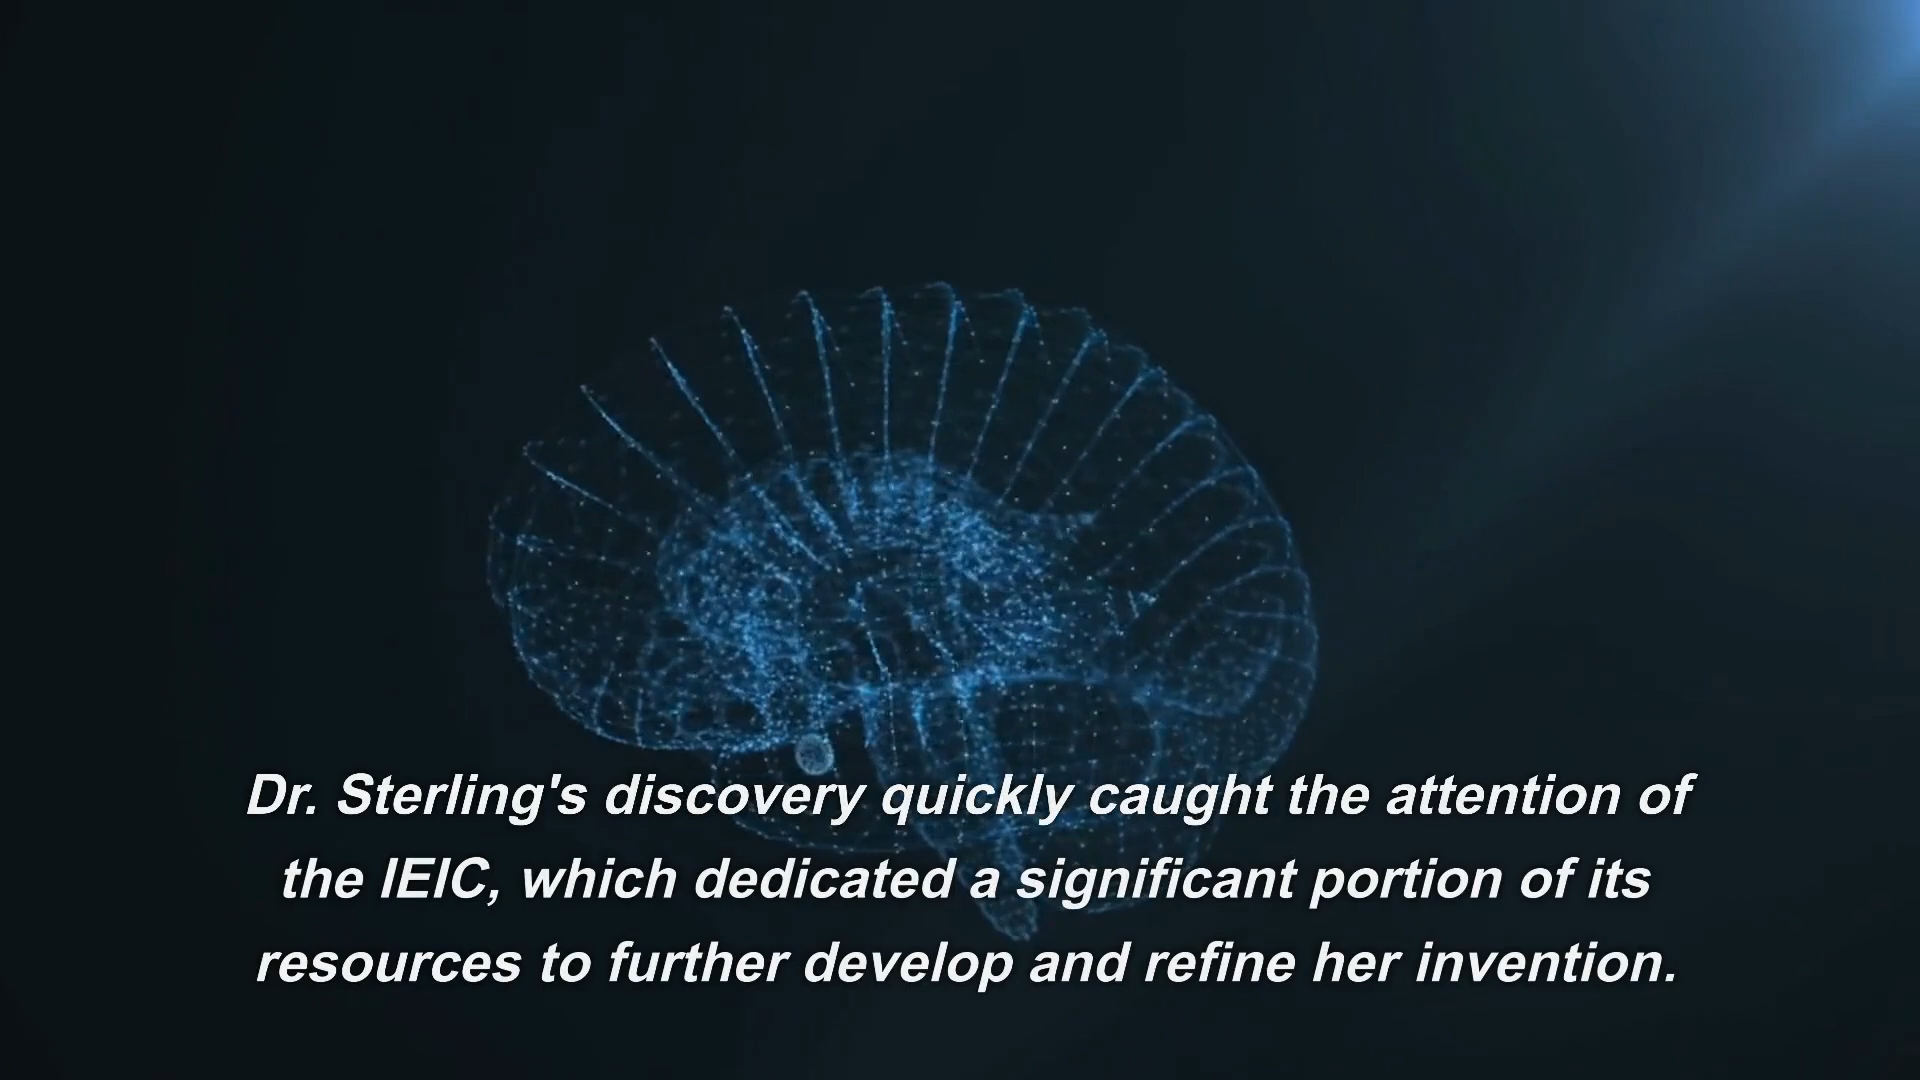 Dr. Sterling's discovery quickly caught the attention of
the IEIC, which dedicated a significant portion of its
resources to further develop and refine her invention.